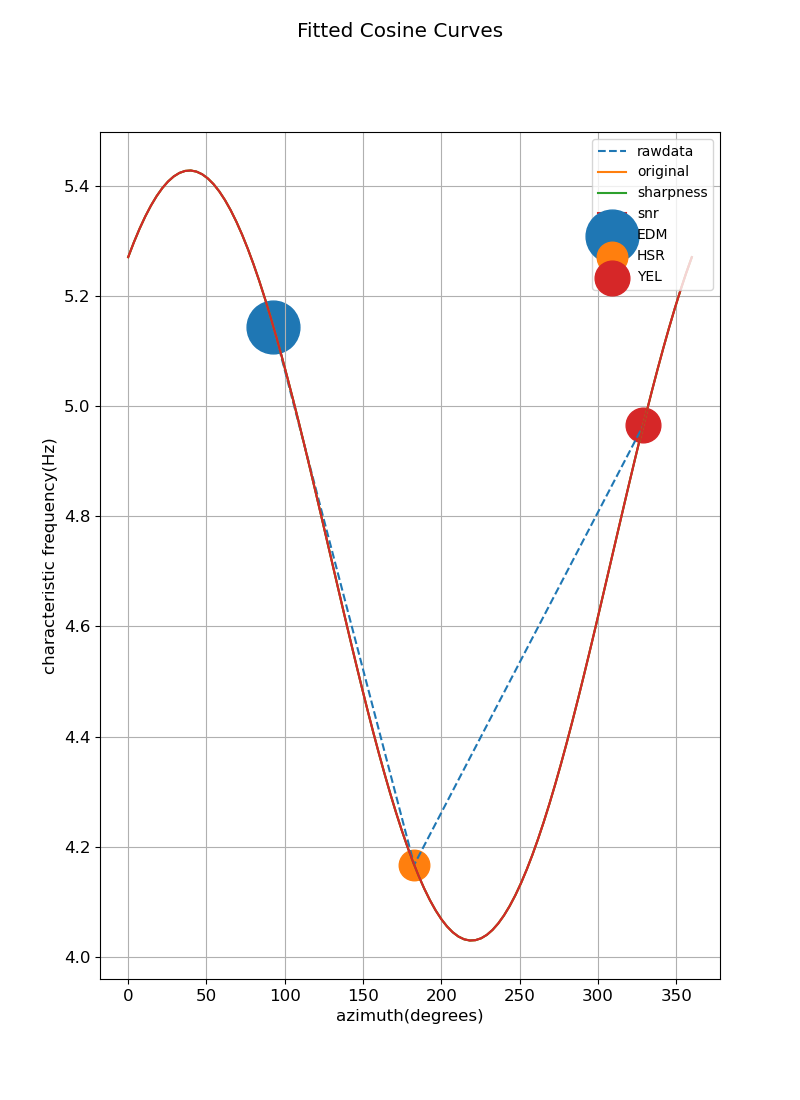 Fitted Cosine Curves
rawdata
original
sharpness
snr
EDM
HSR
YEL
5.4
5.2
5.0
4.8
4.6
4.4
4.2
4.0
characteristic frequency(Hz)
0 50 100 150 200 250 300 350
azimuth(degrees)